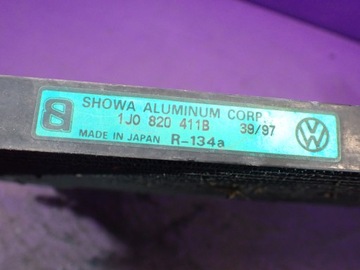 SHOWA ALUMINUM CORP.
1J0 820 411B 39/97
MADE IN JAPAN R-134a